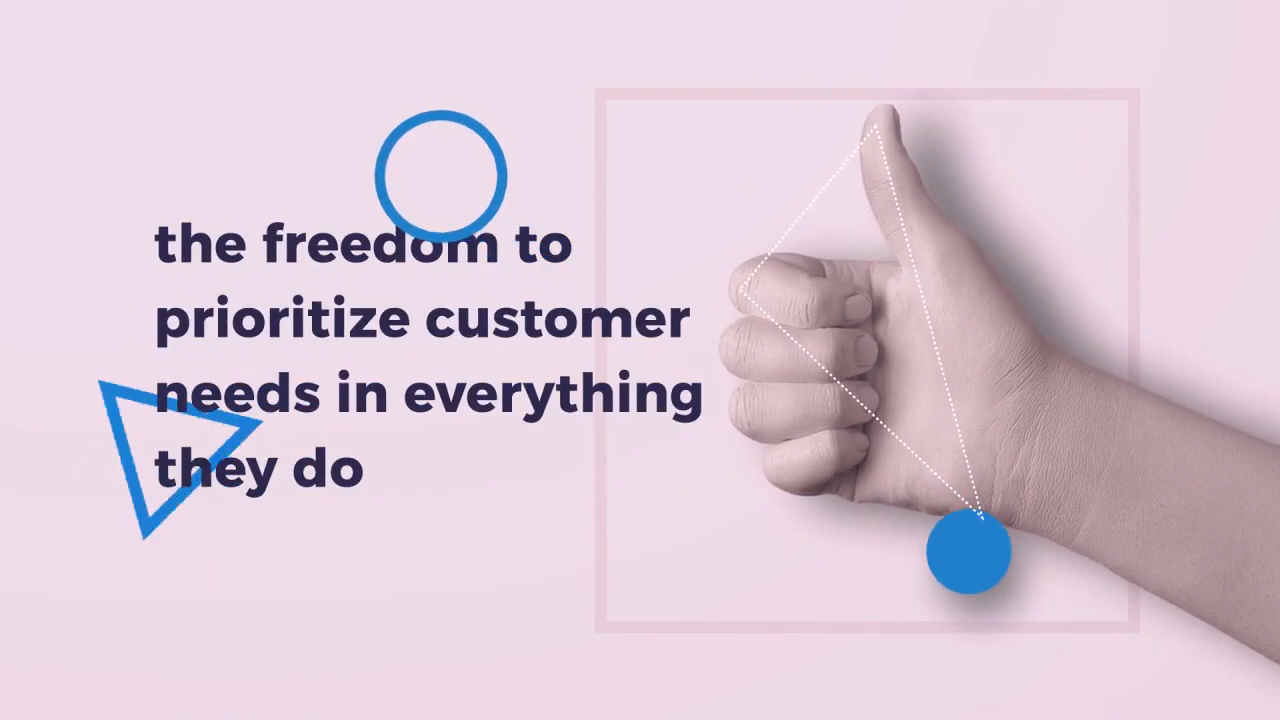 the freedom to
prioritize customer
needs in everything
they do